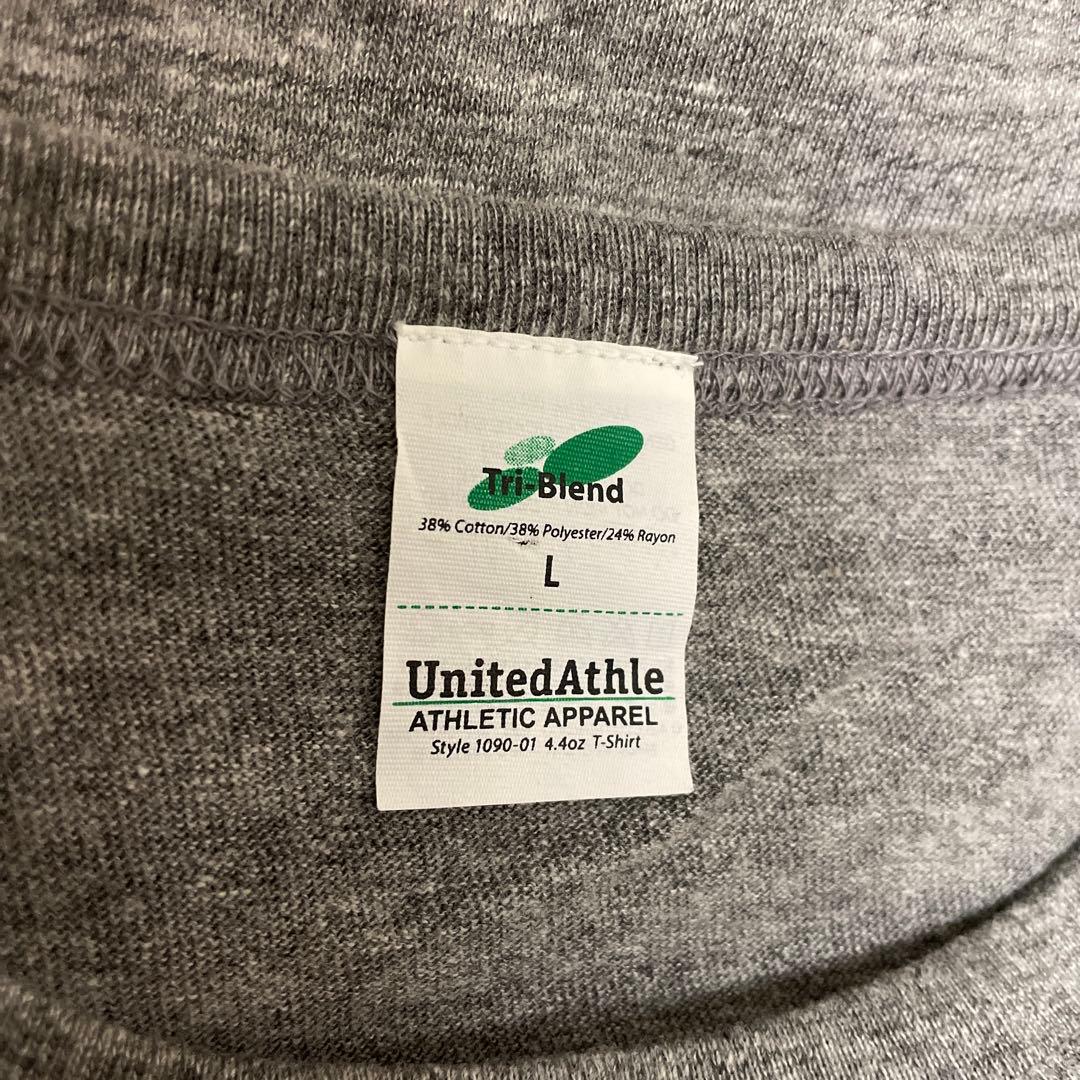 Tri-Blend
38% Cotton/38% Polyester/24% Rayon
L
UnitedAthle
ATHLETIC APPAREL
Style 1090-01 4.4oz T-Shirt